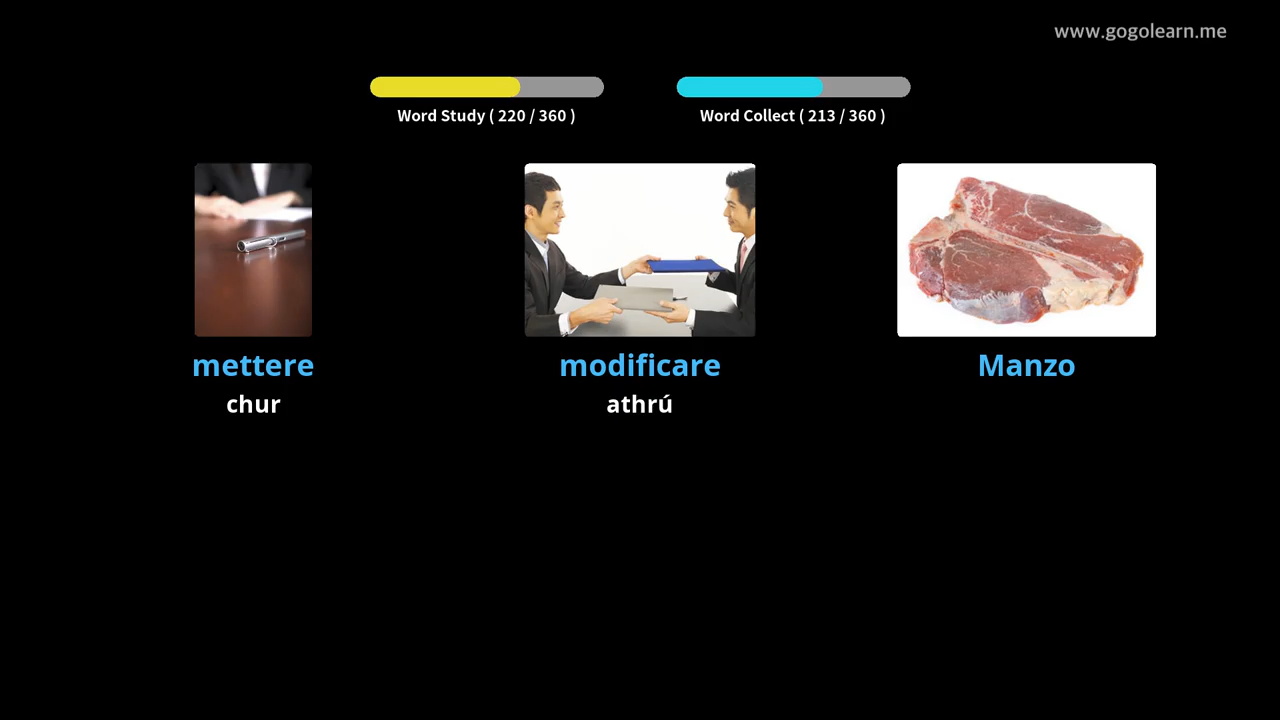 www.gogolearn.me
Word Study ( 220 / 360 )
Word Collect ( 213 / 360 )
mettere
chur
modificare
athrú
Manzo